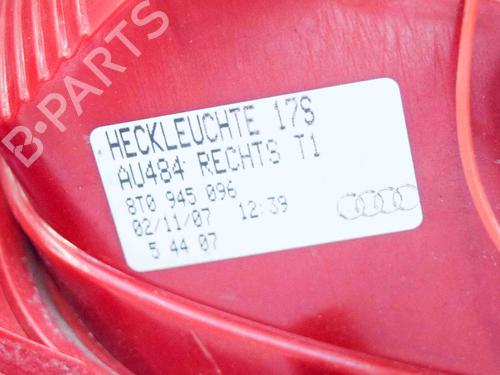 B-PARTS
HECKLEUCHTE 17S
AU484 RECHTS T1
8T0 945 096
02/11/07 12:39
5 44 07